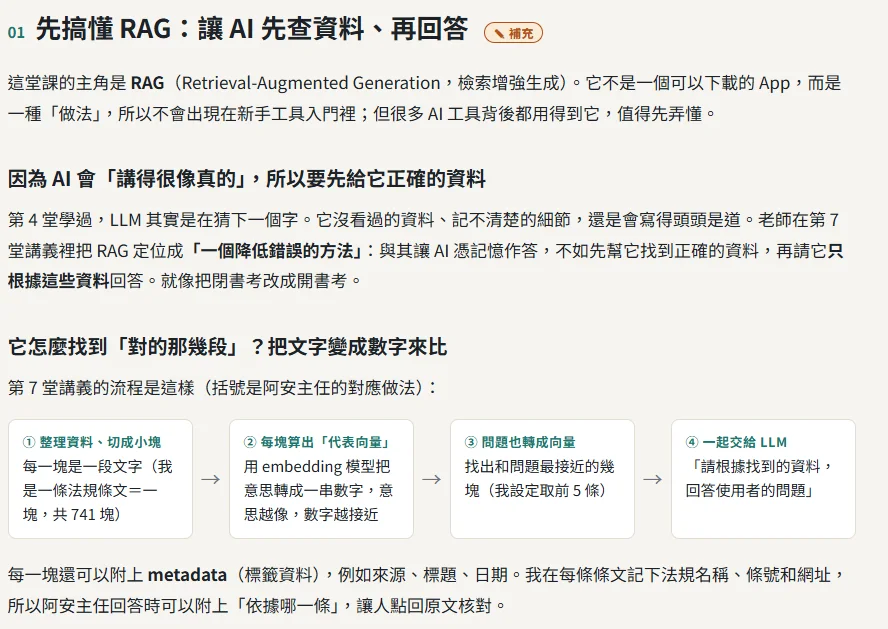 01 先搞懂 RAG：讓 AI 先查資料、再回答 ✎ 補充
這堂課的主角是 RAG（Retrieval-Augmented Generation，檢索增強生成）。它不是一個可以下載的 App，而是
一種「做法」，所以不會出現在新手工具入門裡；但很多 AI 工具背後都用得到它，值得先弄懂。
因為 AI 會「講得很像真的」，所以要先給它正確的資料
第 4 堂學過，LLM 其實是在猜下一個字。它沒看過的資料、記不清楚的細節，還是會寫得頭頭是道。老師在第 7
堂講義裡把 RAG 定位成「一個降低錯誤的方法」：與其讓 AI 憑記憶作答，不如先幫它找到正確的資料，再請它只
根據這些資料回答。就像把閉書考改成開書考。
它怎麼找到「對的那幾段」？把文字變成數字來比
第 7 堂講義的流程是這樣（括號是阿安主任的對應做法）：
① 整理資料、切成小塊
每一塊是一段文字（我
是一條法規條文＝一
塊，共 741 塊）
→
② 每塊算出「代表向量」
用 embedding 模型把
意思轉成一串數字，意
思越像，數字越接近
→
③ 問題也轉成向量
找出和問題最接近的幾
塊（我設定取前 5 條）
→
④ 一起交給 LLM
「請根據找到的資料，
回答使用者的問題」
每一塊還可以附上 metadata（標籤資料），例如來源、標題、日期。我在每條條文記下法規名稱、條號和網址，
所以阿安主任回答時可以附上「依據哪一條」，讓人點回原文核對。